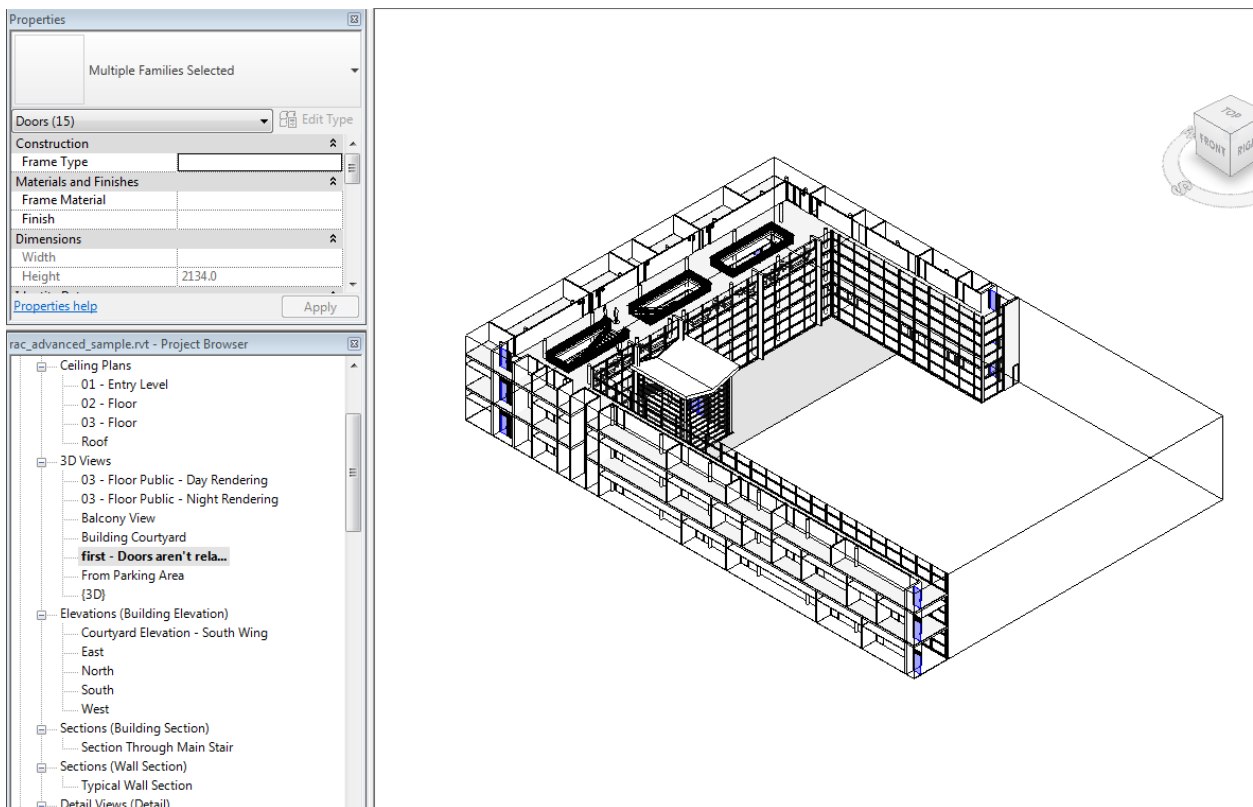 Properties
Multiple Families Selected
Doors (15)
Edit Type
Construction
Frame Type
Materials and Finishes
Frame Material
Finish
Dimensions
Width
Height 2134.0
Properties help
Apply
rac_advanced_sample.rvt - Project Browser
Ceiling Plans
01 - Entry Level
02 - Floor
03 - Floor
Roof
3D Views
03 - Floor Public - Day Rendering
03 - Floor Public - Night Rendering
Balcony View
Building Courtyard
first - Doors aren't rela...
From Parking Area
{3D}
Elevations (Building Elevation)
Courtyard Elevation - South Wing
East
North
South
West
Sections (Building Section)
Section Through Main Stair
Sections (Wall Section)
Typical Wall Section
Detail Views (Detail)
TOP
FRONT